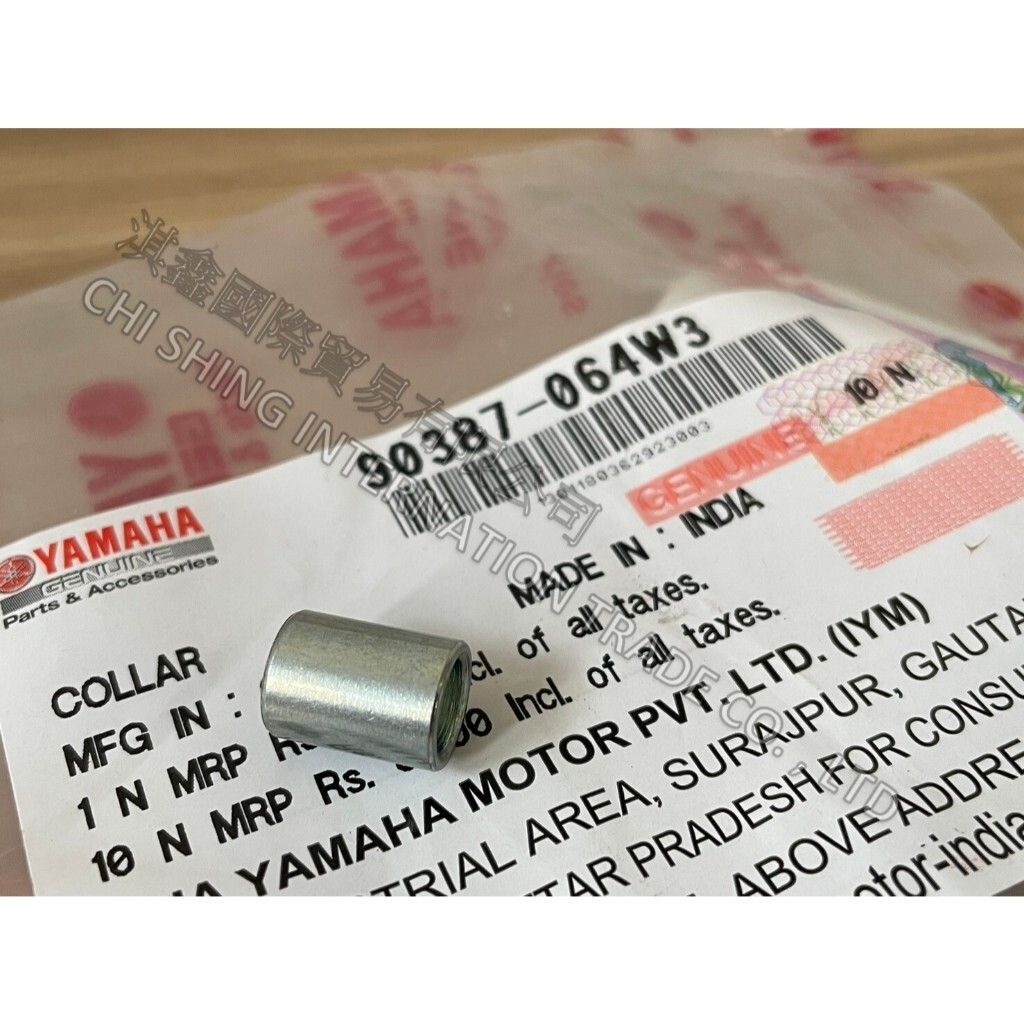 淇鑫國際貿易有限公司
CHI SHING INTERNATION TRADE CO., LTD
YAMAHA
90387-064W3
10 N
GENUINE
YAMAHA
GENUINE
Parts & Accessories
MADE IN : INDIA
COLLAR
MFG IN :
1 N MRP Rs. Incl. of all taxes.
10 N MRP Rs. 00 Incl. of all taxes.
YAMAHA MOTOR PVT. LTD. (IYM)
AREA, SURAJPUR, GAUTA
PRADESH FOR CONSU
ABOVE ADDRE
otor-india